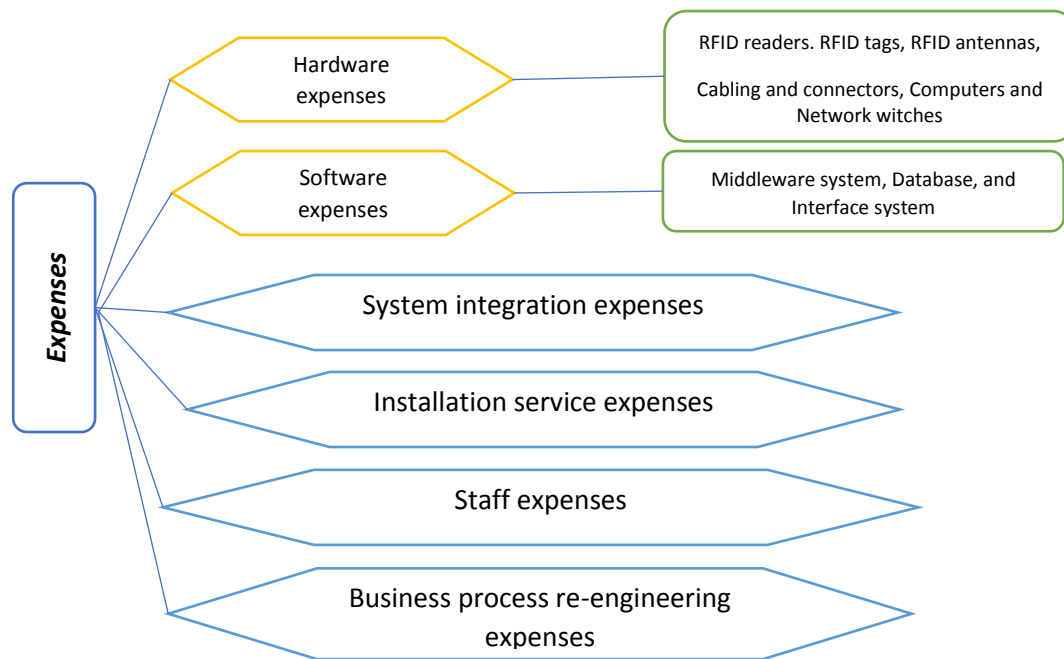 Hardware
expenses
RFID readers. RFID tags, RFID antennas,
Cabling and connectors, Computers and
Network witches
Software
expenses
Middleware system, Database, and
Interface system
Expenses
System integration expenses
Installation service expenses
Staff expenses
Business process re-engineering
expenses